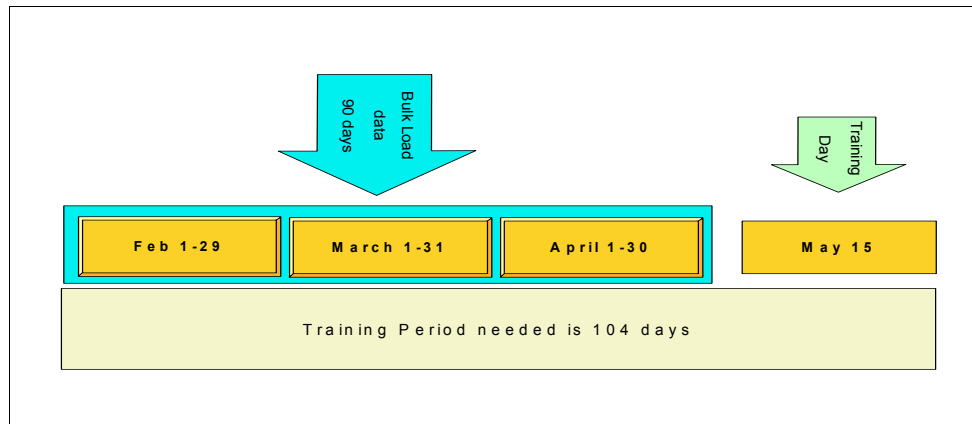 Bulk Load
data
90 days
Training
Day
Feb 1-29
March 1-31
April 1-30
May 15
Training Period needed is 104 days